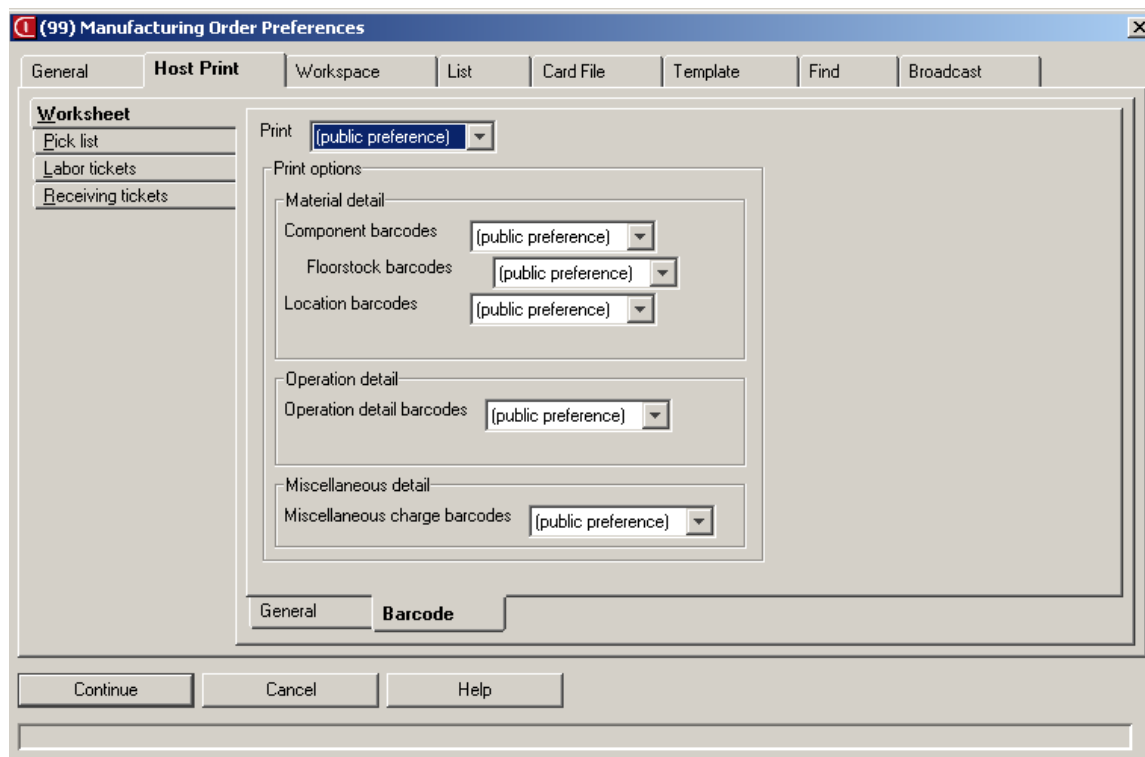 (99) Manufacturing Order Preferences
General Host Print Workspace List Card File Template Find Broadcast
Worksheet
Pick list
Labor tickets
Receiving tickets
Print (public preference)
Print options
Material detail
Component barcodes (public preference)
Floorstock barcodes (public preference)
Location barcodes (public preference)
Operation detail
Operation detail barcodes (public preference)
Miscellaneous detail
Miscellaneous charge barcodes (public preference)
General Barcode
Continue Cancel Help